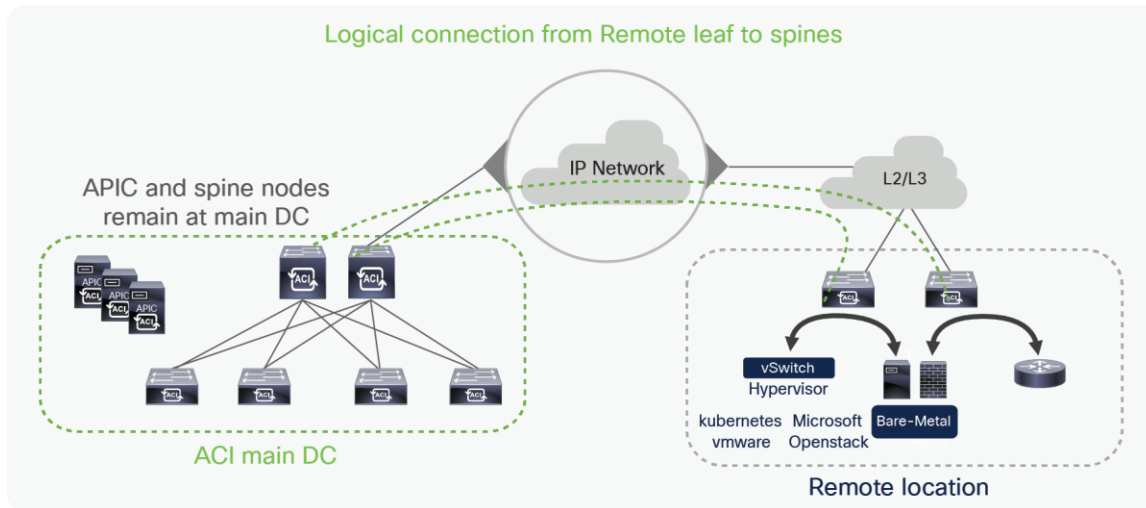 Logical connection from Remote leaf to spines
IP Network
L2/L3
APIC and spine nodes
remain at main DC
APIC
ACI
APIC
ACI
APIC
ACI
ACI
ACI
ACI
ACI
ACI
ACI
ACI
ACI
vSwitch
Hypervisor
kubernetes
vmware
Microsoft
Openstack
Bare-Metal
ACI main DC
Remote location